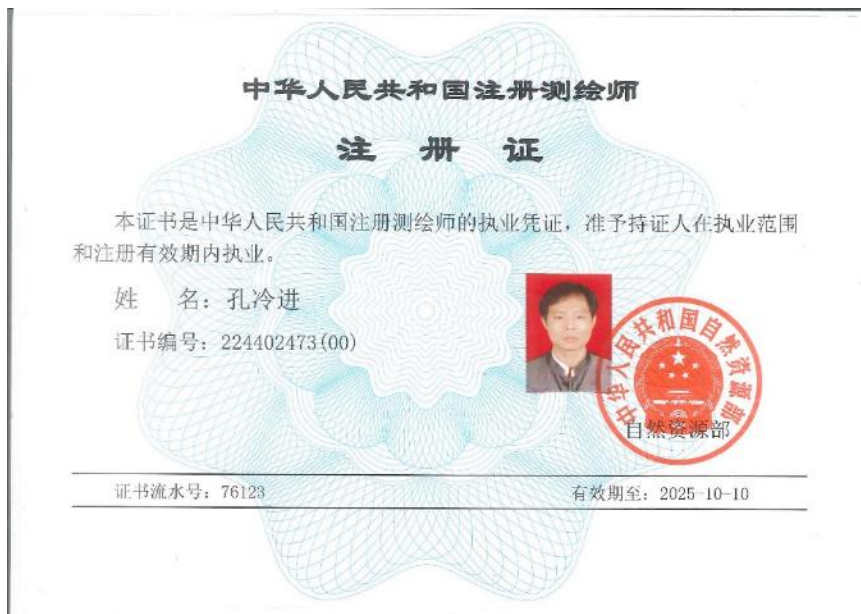 中华人民共和国注册测绘师
注 册 证
本证书是中华人民共和国注册测绘师的执业凭证，准予持证人在执业范围
和注册有效期内执业。
姓 名：孔冷进
证书编号：224402473(00)
中华人民共和国自然资源部
自然资源部
证书流水号：76123
有效期至：2025-10-10